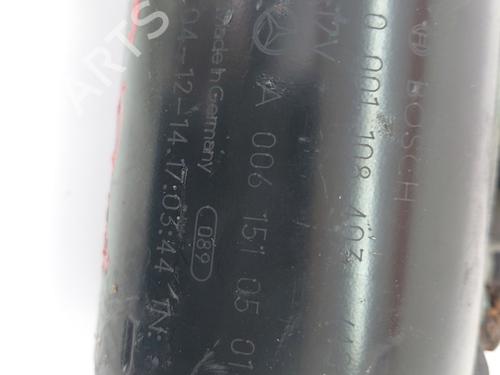 BOSCH
0 001 108 403
12V
A 006 151 05 01
Made in Germany
089
04-12-14 17:03:44 IN:
ARTS